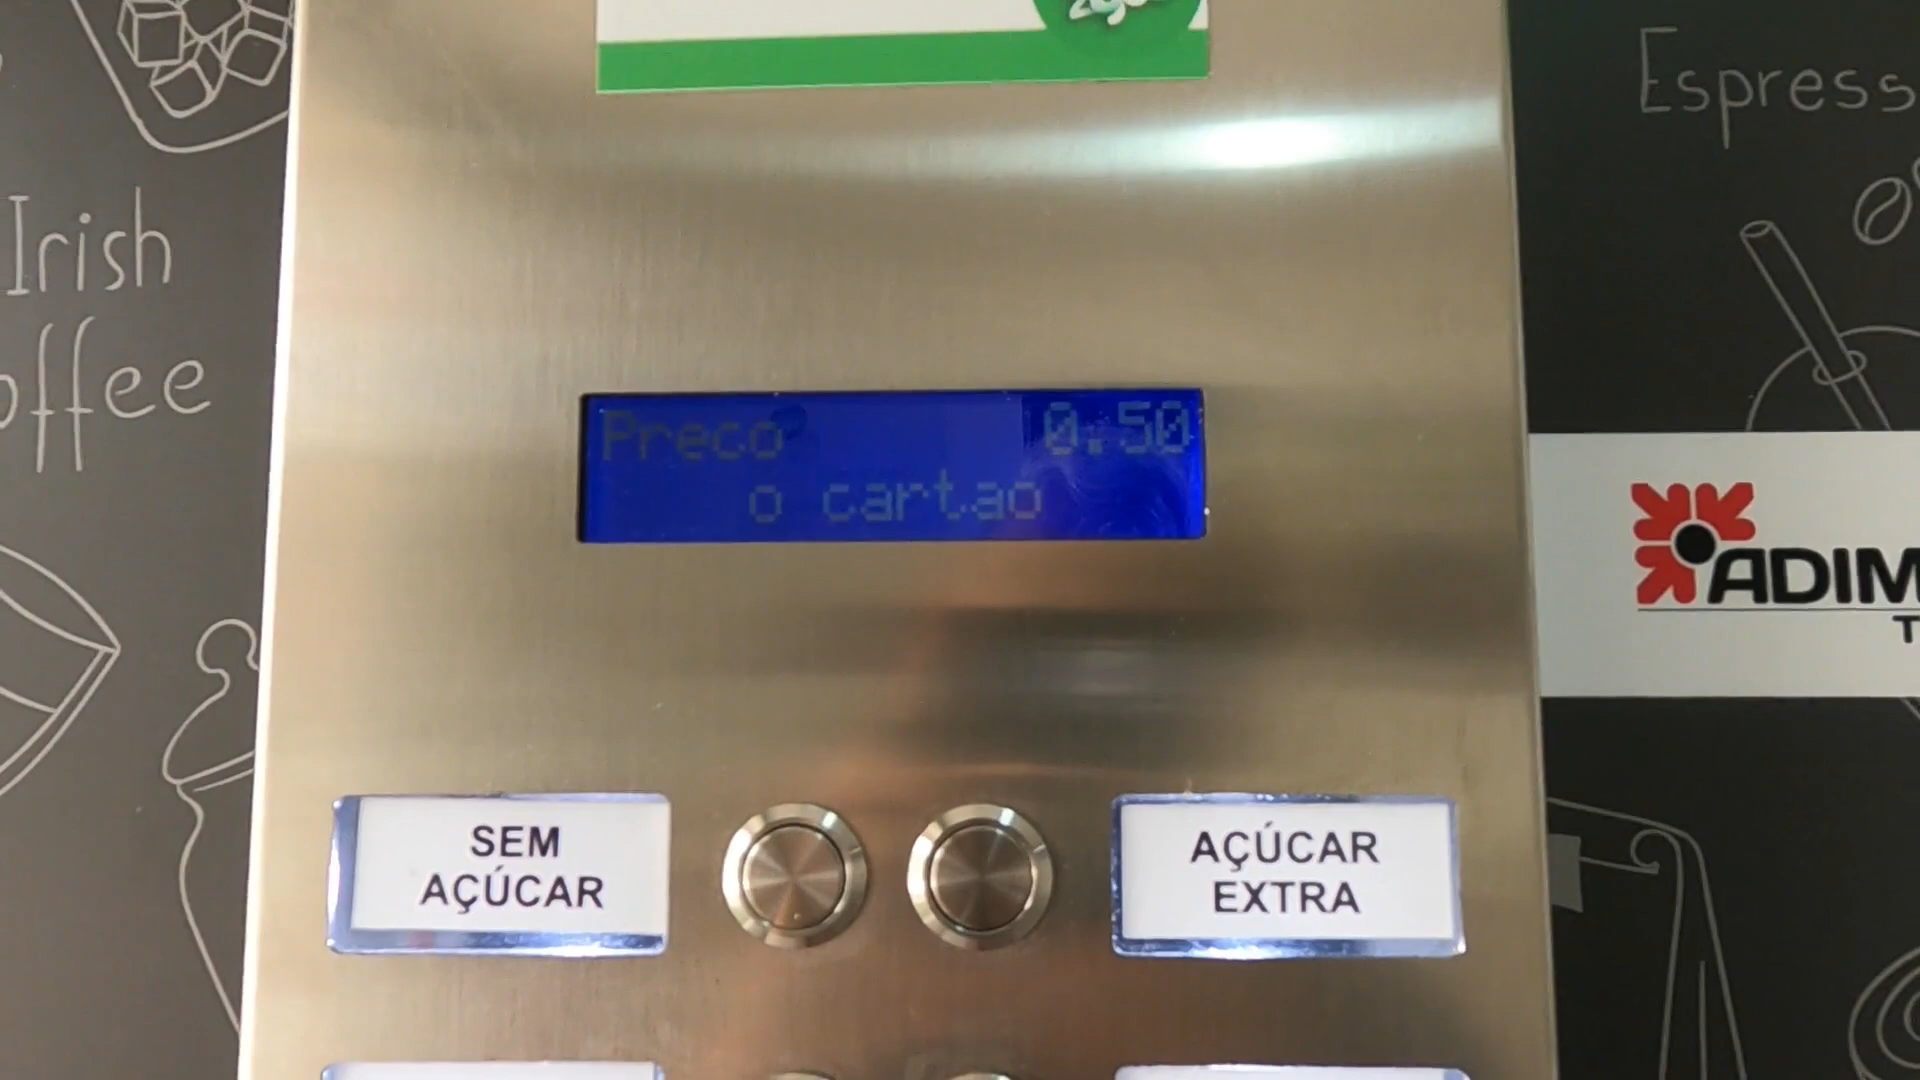 Espress
Irish
offee
Preco 0.50
o cartao
ADIM
T
SEM
AÇÚCAR
AÇÚCAR
EXTRA